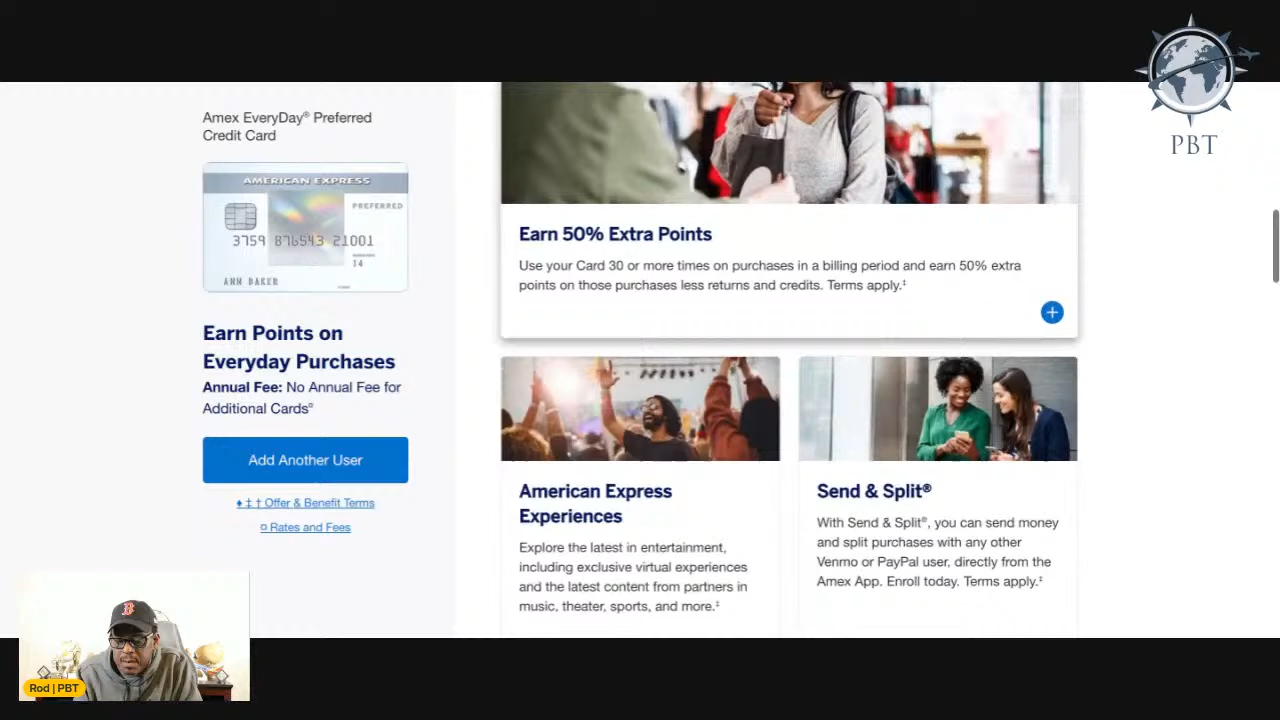 PBT
Amex EveryDay® Preferred
Credit Card
AMERICAN EXPRESS
PREFERRED
3759 876543 21001
14
ANN BAKER
Earn Points on
Everyday Purchases
Annual Fee: No Annual Fee for
Additional Cards¤
Add Another User
♦ ‡ † Offer & Benefit Terms
¤ Rates and Fees
Earn 50% Extra Points
Use your Card 30 or more times on purchases in a billing period and earn 50% extra
points on those purchases less returns and credits. Terms apply.‡
American Express
Experiences
Explore the latest in entertainment,
including exclusive virtual experiences
and the latest content from partners in
music, theater, sports, and more.‡
Send & Split®
With Send & Split®, you can send money
and split purchases with any other
Venmo or PayPal user, directly from the
Amex App. Enroll today. Terms apply.‡
B
Rod | PBT